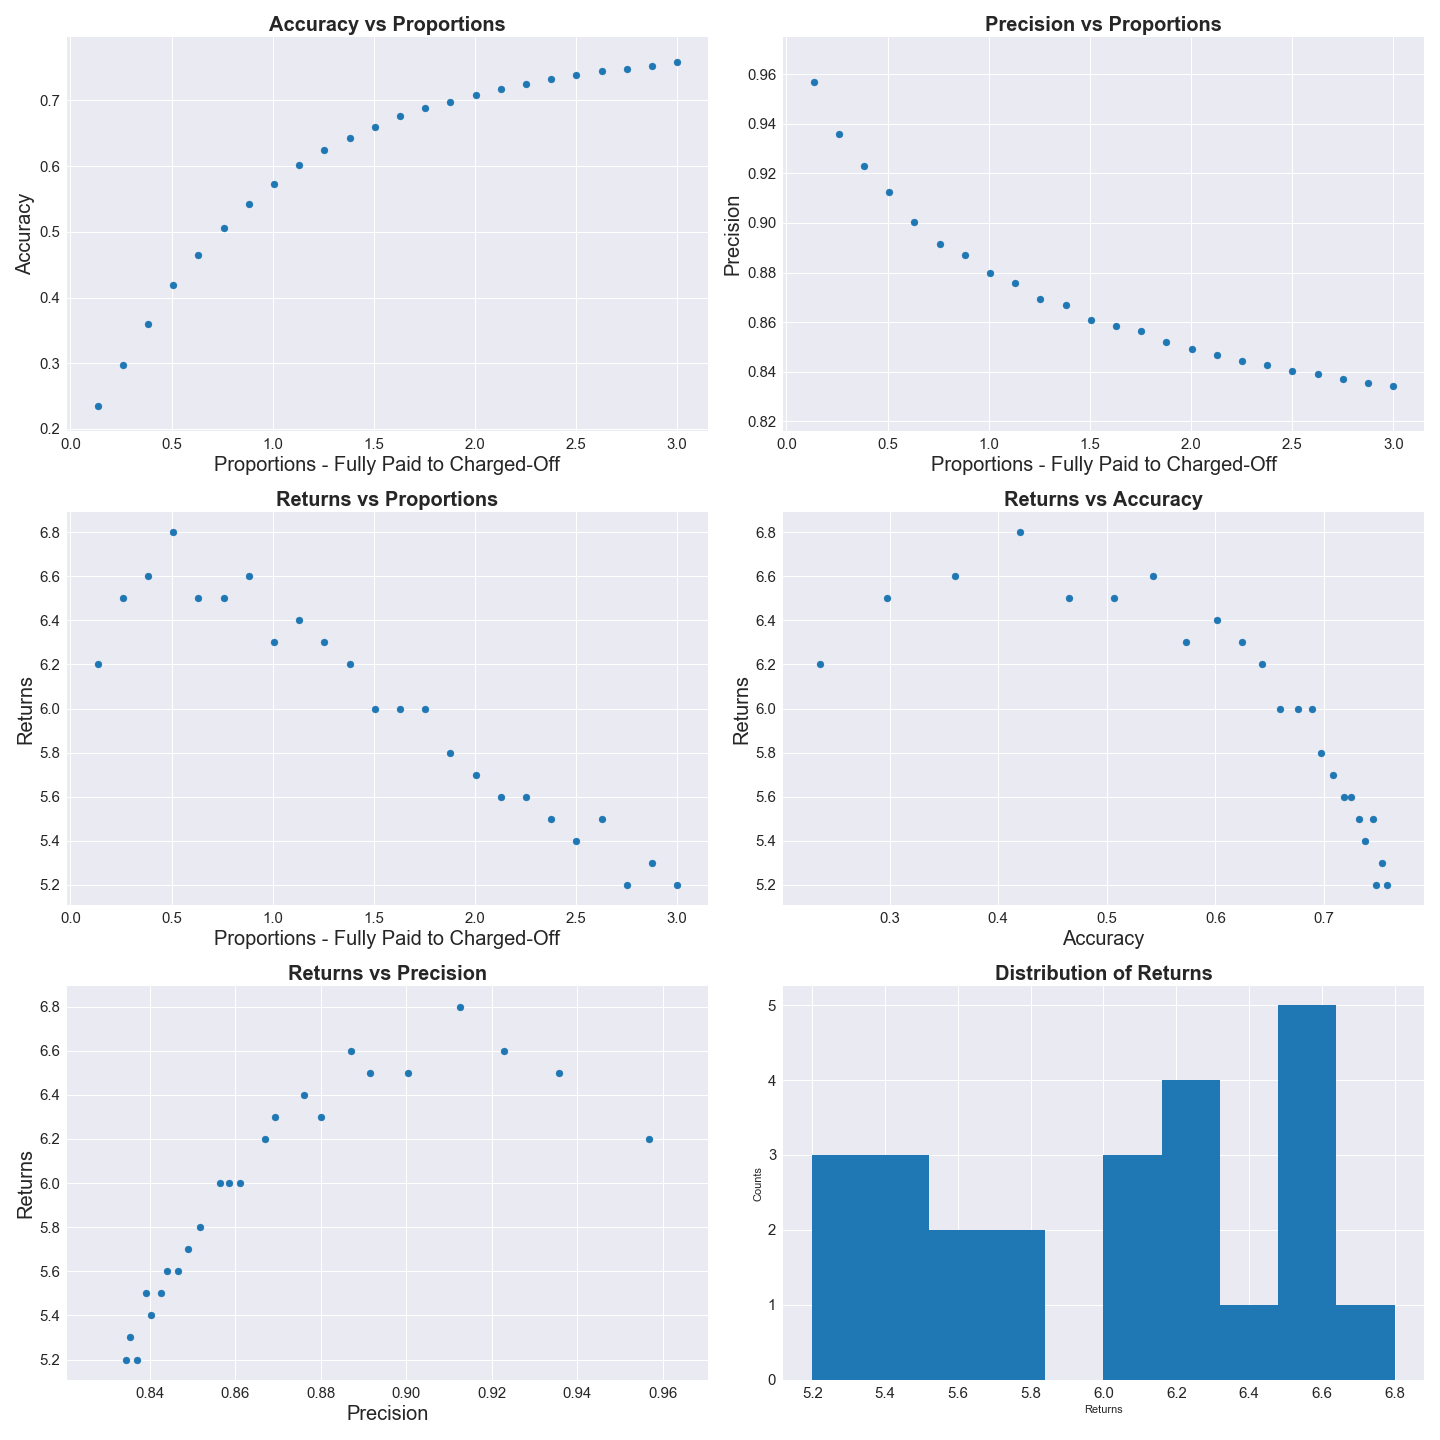 Accuracy vs Proportions
Accuracy
0.7
0.6
0.5
0.4
0.3
0.2
0.0 0.5 1.0 1.5 2.0 2.5 3.0
Proportions - Fully Paid to Charged-Off
Precision vs Proportions
Precision
0.96
0.94
0.92
0.90
0.88
0.86
0.84
0.82
0.0 0.5 1.0 1.5 2.0 2.5 3.0
Proportions - Fully Paid to Charged-Off
Returns vs Proportions
Returns
6.8
6.6
6.4
6.2
6.0
5.8
5.6
5.4
5.2
0.0 0.5 1.0 1.5 2.0 2.5 3.0
Proportions - Fully Paid to Charged-Off
Returns vs Accuracy
Returns
6.8
6.6
6.4
6.2
6.0
5.8
5.6
5.4
5.2
0.3 0.4 0.5 0.6 0.7
Accuracy
Returns vs Precision
Returns
6.8
6.6
6.4
6.2
6.0
5.8
5.6
5.4
5.2
0.84 0.86 0.88 0.90 0.92 0.94 0.96
Precision
Distribution of Returns
Counts
5
4
3
2
1
0
5.2 5.4 5.6 5.8 6.0 6.2 6.4 6.6 6.8
Returns